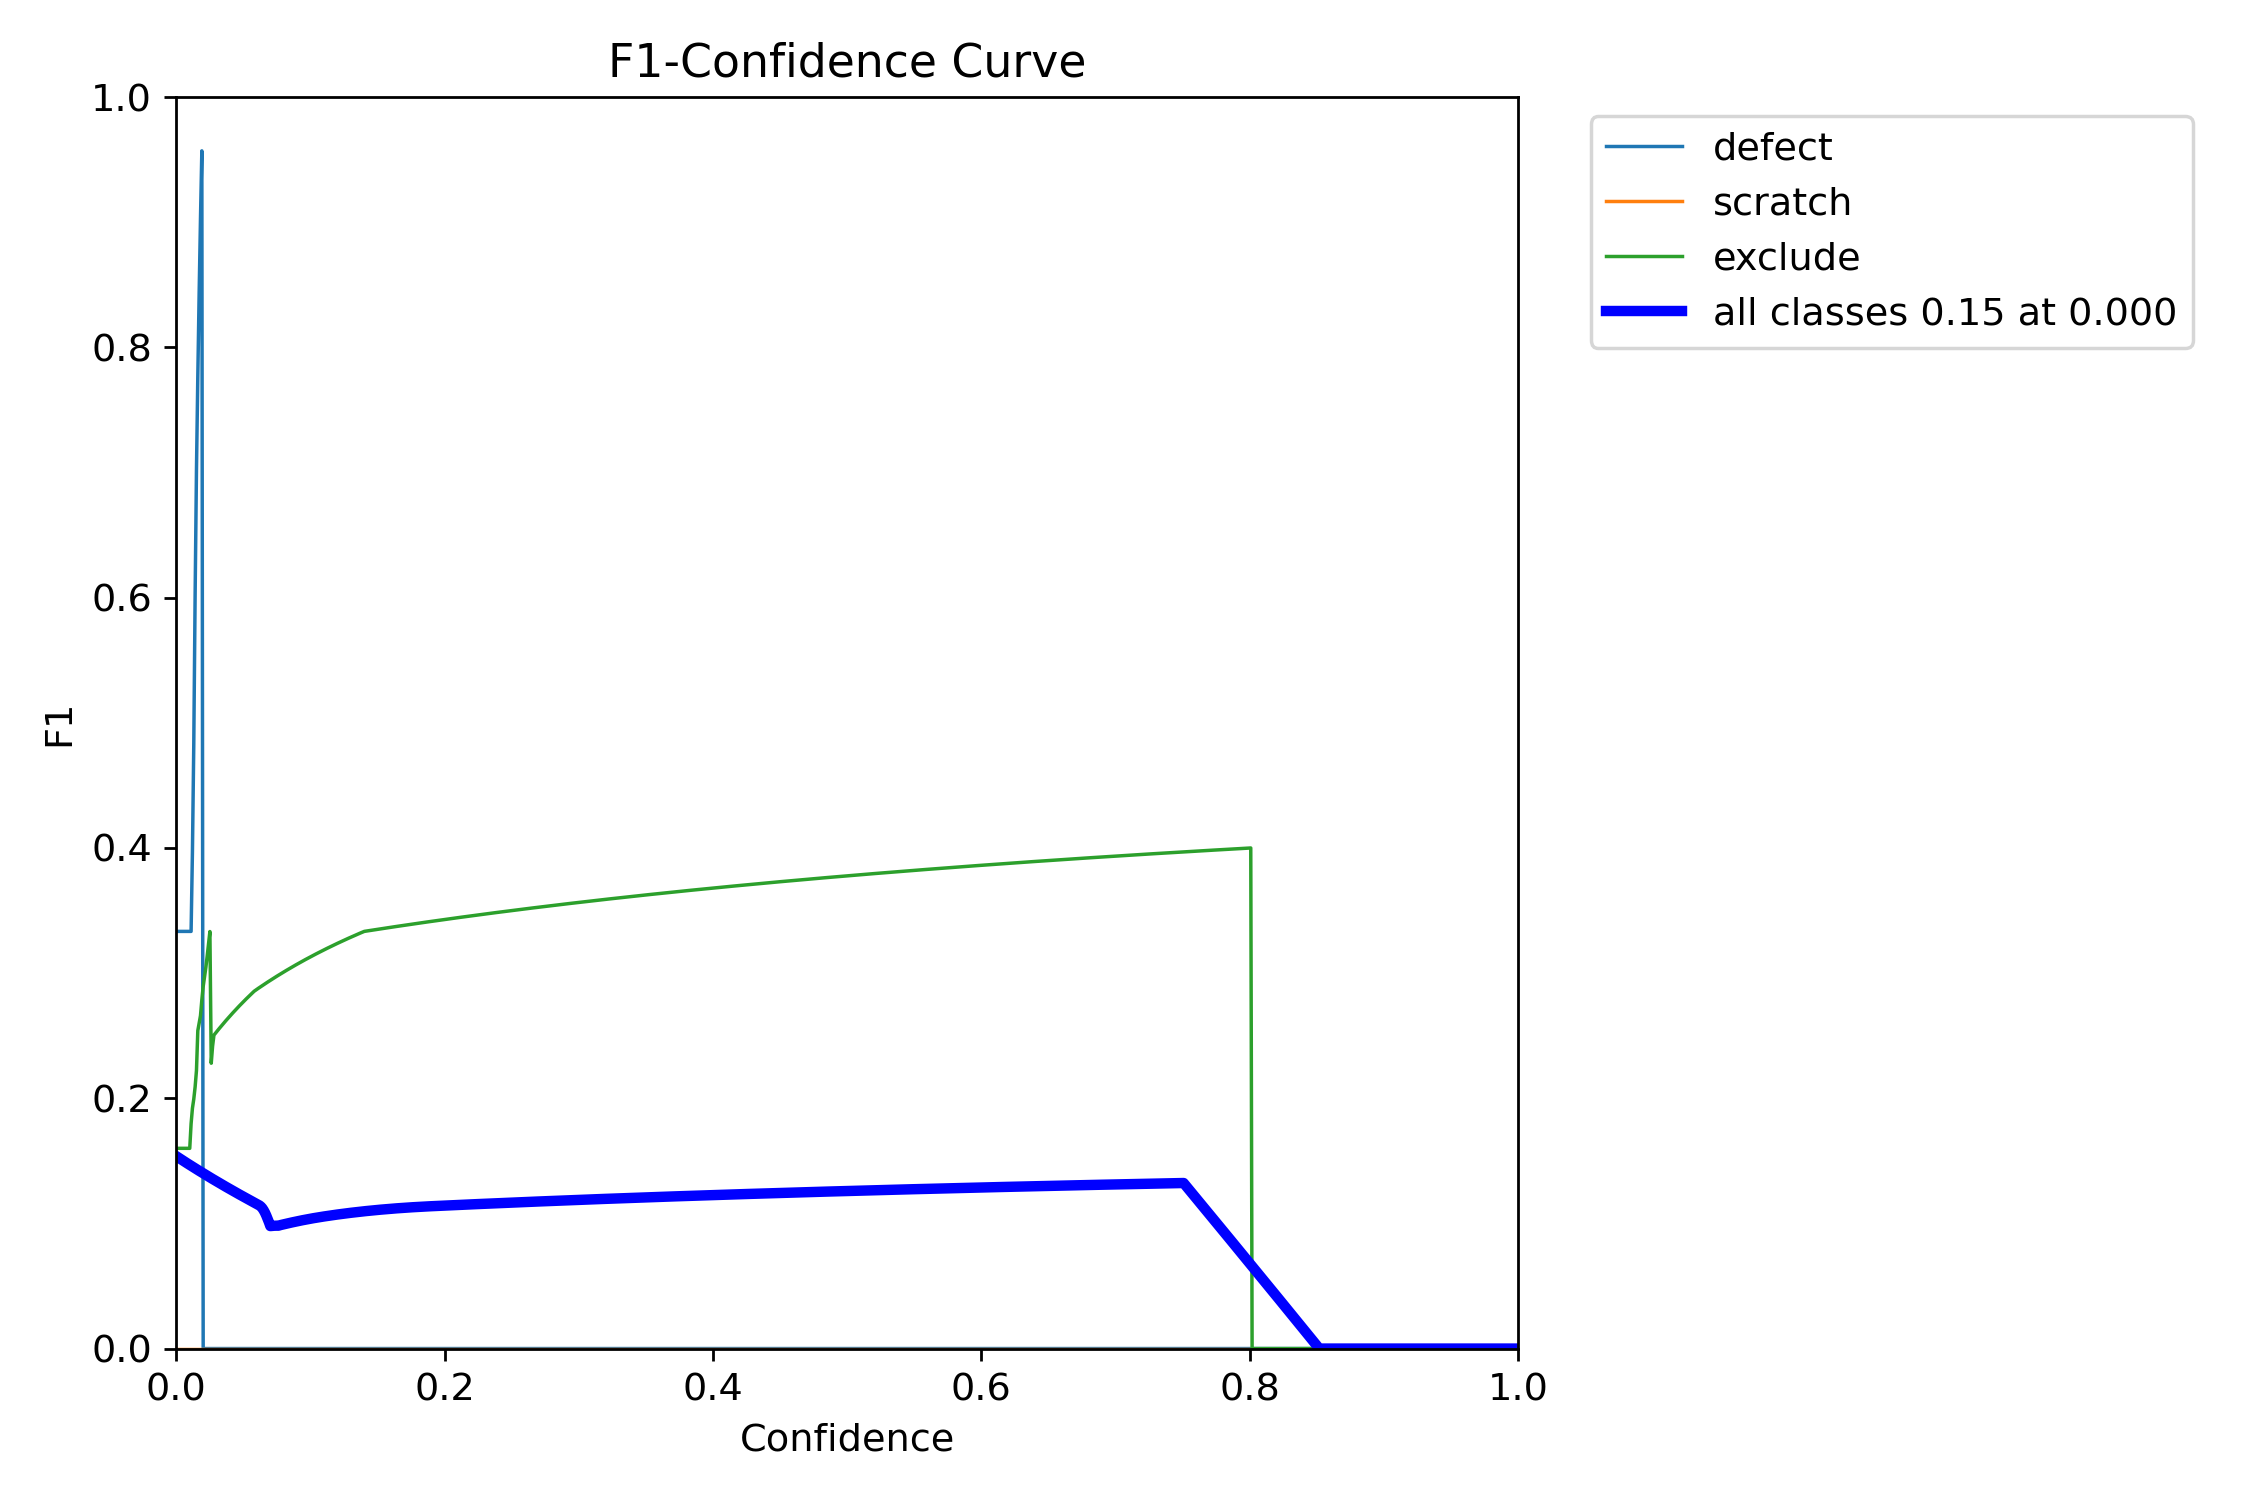 F1-Confidence Curve
1.0
0.8
0.6
0.4
0.2
0.0
F1
0.0 0.2 0.4 0.6 0.8 1.0
Confidence
defect
scratch
exclude
all classes 0.15 at 0.000